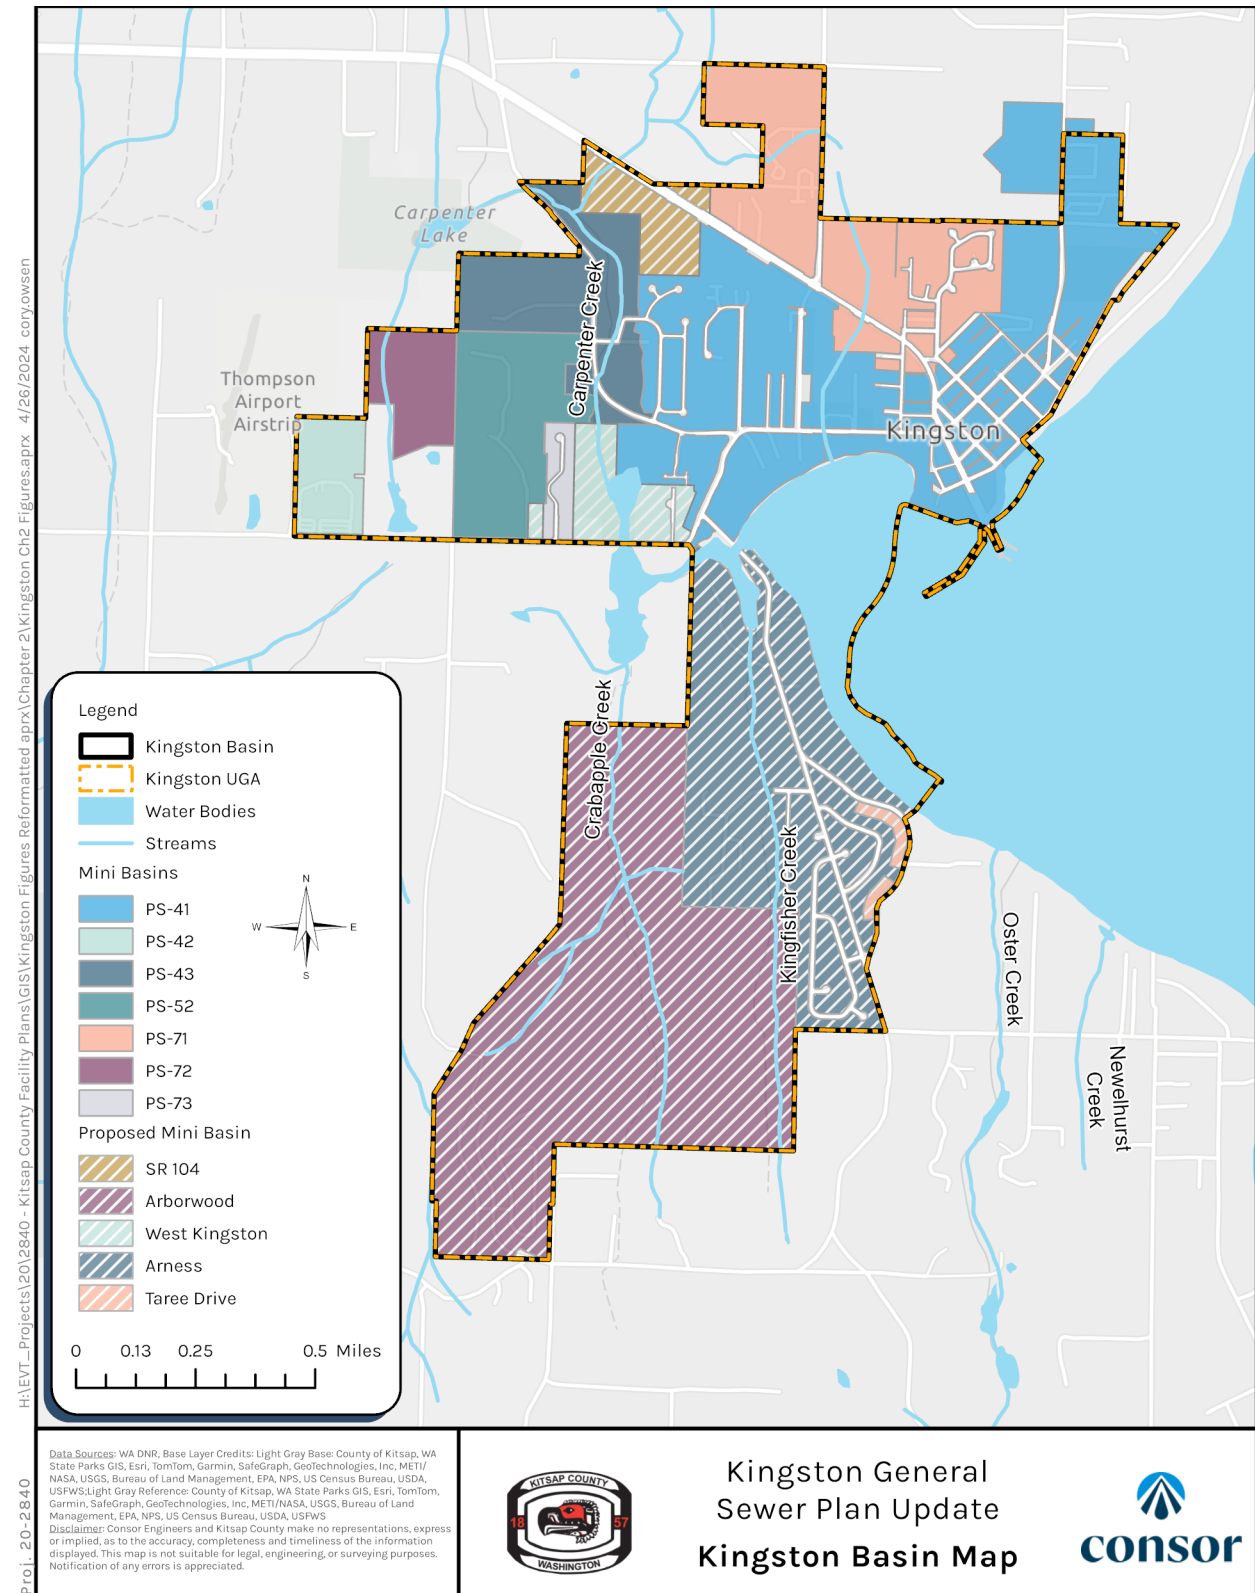 Carpenter
Lake
Thompson
Airport
Airstrip
Carpenter Creek
Kingston
Crabapple Creek
Kingfisher Creek
Oster Creek
Newelhurst
Creek
Legend
Kingston Basin
Kingston UGA
Water Bodies
Streams
Mini Basins
PS-41
PS-42
PS-43
PS-52
PS-71
PS-72
PS-73
N
W
E
S
Proposed Mini Basin
SR 104
Arborwood
West Kingston
Arness
Taree Drive
0 0.13 0.25 0.5 Miles
H:\EVT_Projects\20\2840 - Kitsap County Facility Plans\GIS\Kingston Figures Reformatted aprx\Chapter 2\Kingston Ch2 Figures.aprx 4/26/2024 cory.owsen
Proj. 20-2840
Data Sources: WA DNR, Base Layer Credits: Light Gray Base: County of Kitsap, WA
State Parks GIS, Esri, TomTom, Garmin, SafeGraph, GeoTechnologies, Inc, METI/
NASA, USGS, Bureau of Land Management, EPA, NPS, US Census Bureau, USDA,
USFWS;Light Gray Reference: County of Kitsap, WA State Parks GIS, Esri, TomTom,
Garmin, SafeGraph, GeoTechnologies, Inc, METI/NASA, USGS, Bureau of Land
Management, EPA, NPS, US Census Bureau, USDA, USFWS
Disclaimer: Consor Engineers and Kitsap County make no representations, express
or implied, as to the accuracy, completeness and timeliness of the information
displayed. This map is not suitable for legal, engineering, or surveying purposes.
Notification of any errors is appreciated.
KITSAP COUNTY
18 57
WASHINGTON
Kingston General
Sewer Plan Update
Kingston Basin Map
consor